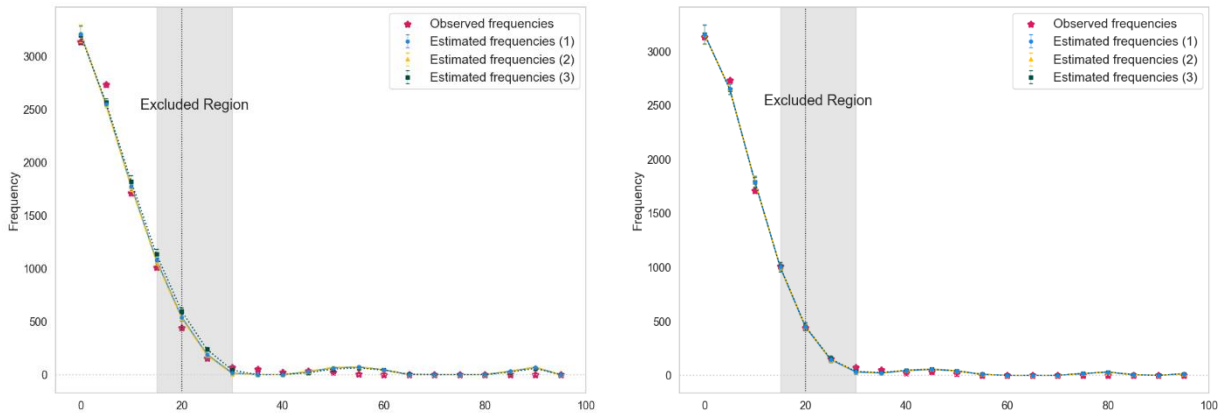 Observed frequencies
Estimated frequencies (1)
Estimated frequencies (2)
Estimated frequencies (3)
Excluded Region
Frequency
3000
2500
2000
1500
1000
500
0
0 20 40 60 80 100
Observed frequencies
Estimated frequencies (1)
Estimated frequencies (2)
Estimated frequencies (3)
Excluded Region
Frequency
3000
2500
2000
1500
1000
500
0
0 20 40 60 80 100